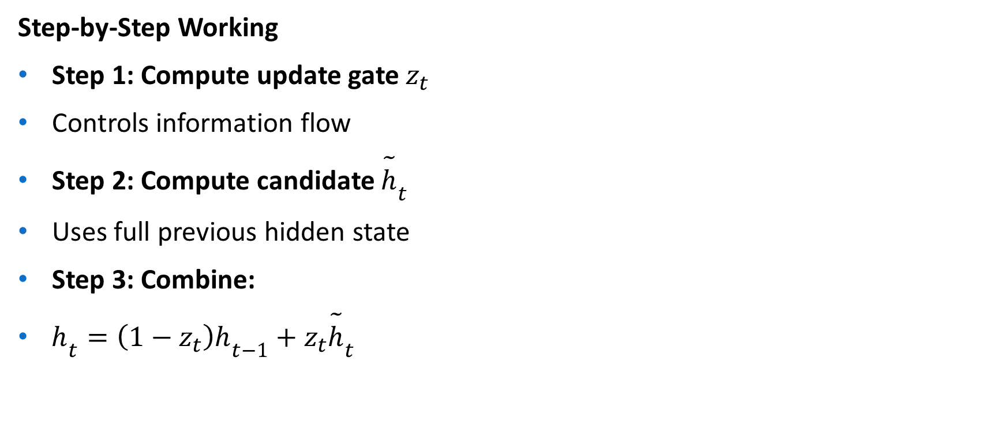 Step-by-Step Working
• Step 1: Compute update gate $z_t$
• Controls information flow
• Step 2: Compute candidate $\tilde{h}_t$
• Uses full previous hidden state
• Step 3: Combine:
• $h_t = (1 - z_t)h_{t-1} + z_t\tilde{h}_t$